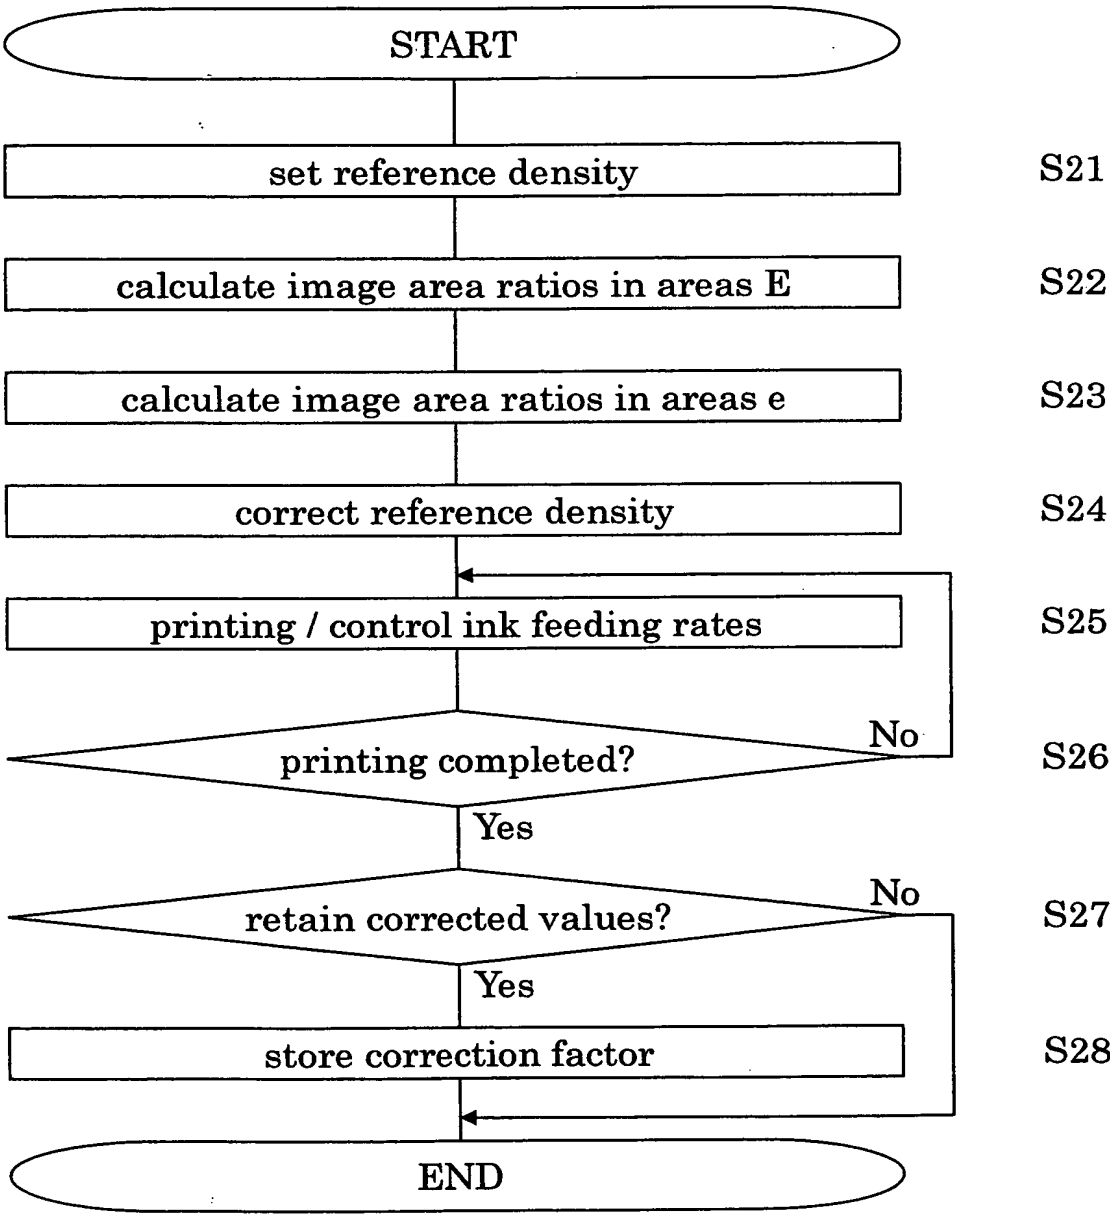 START
set reference density S21
calculate image area ratios in areas E S22
calculate image area ratios in areas e S23
correct reference density S24
printing / control ink feeding rates S25
No
printing completed? S26
Yes
No
retain corrected values? S27
Yes
store correction factor S28
END